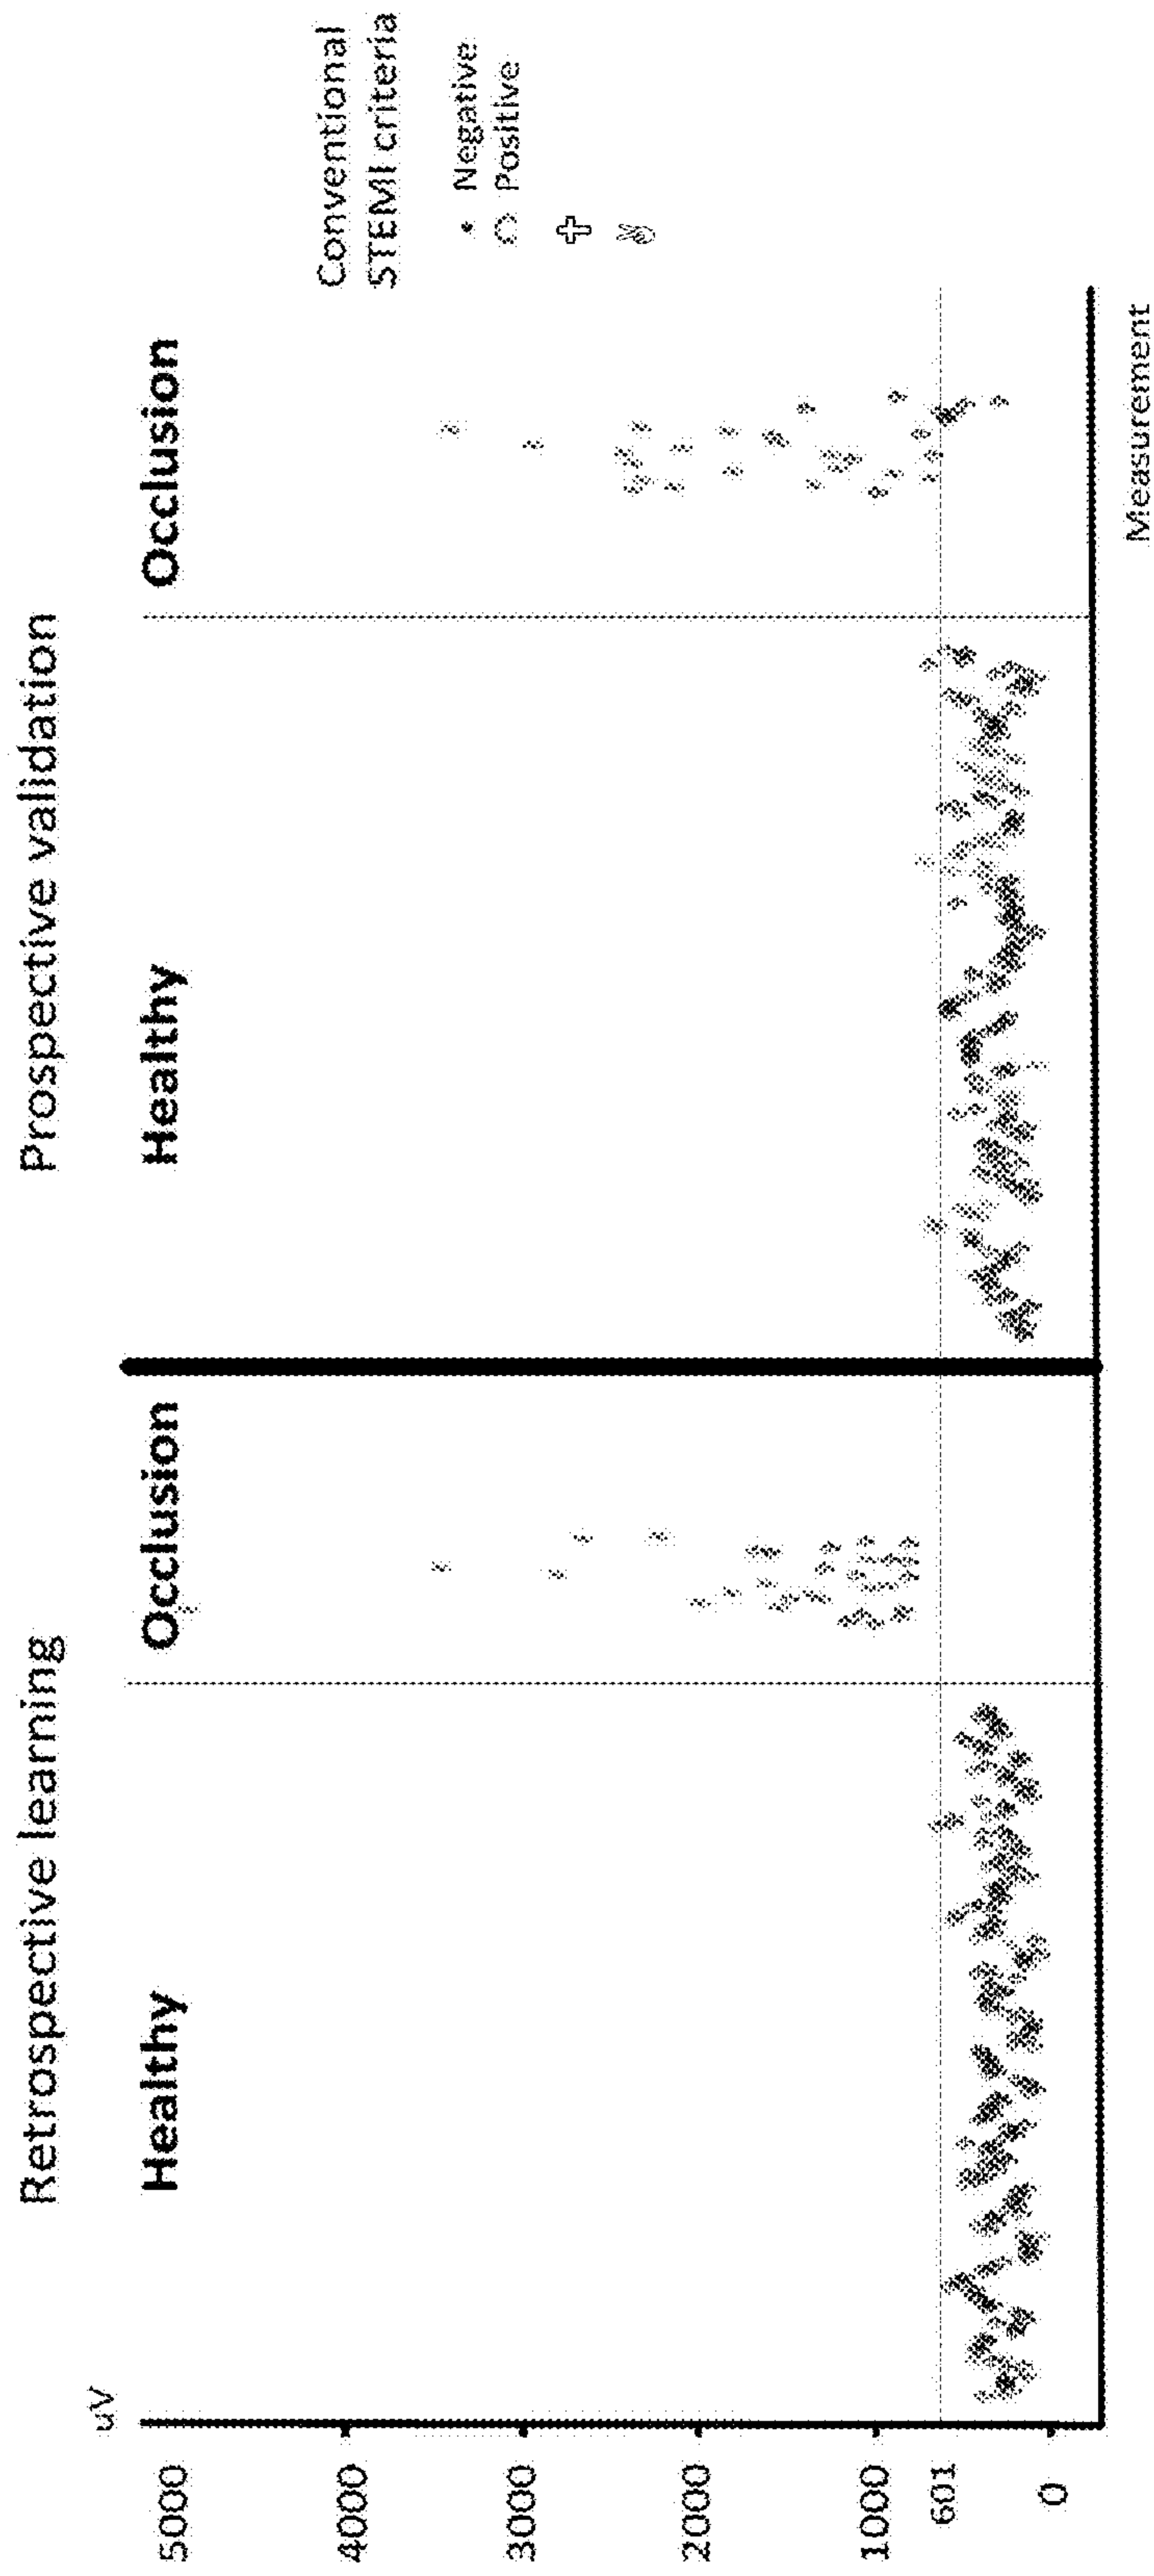 Retrospective learning
Prospective validation
Healthy
Occlusion
Healthy
Occlusion
uV
5000
4000
3000
2000
1000
601
0
Conventional
STEMI criteria
Negative
Positive
Measurement